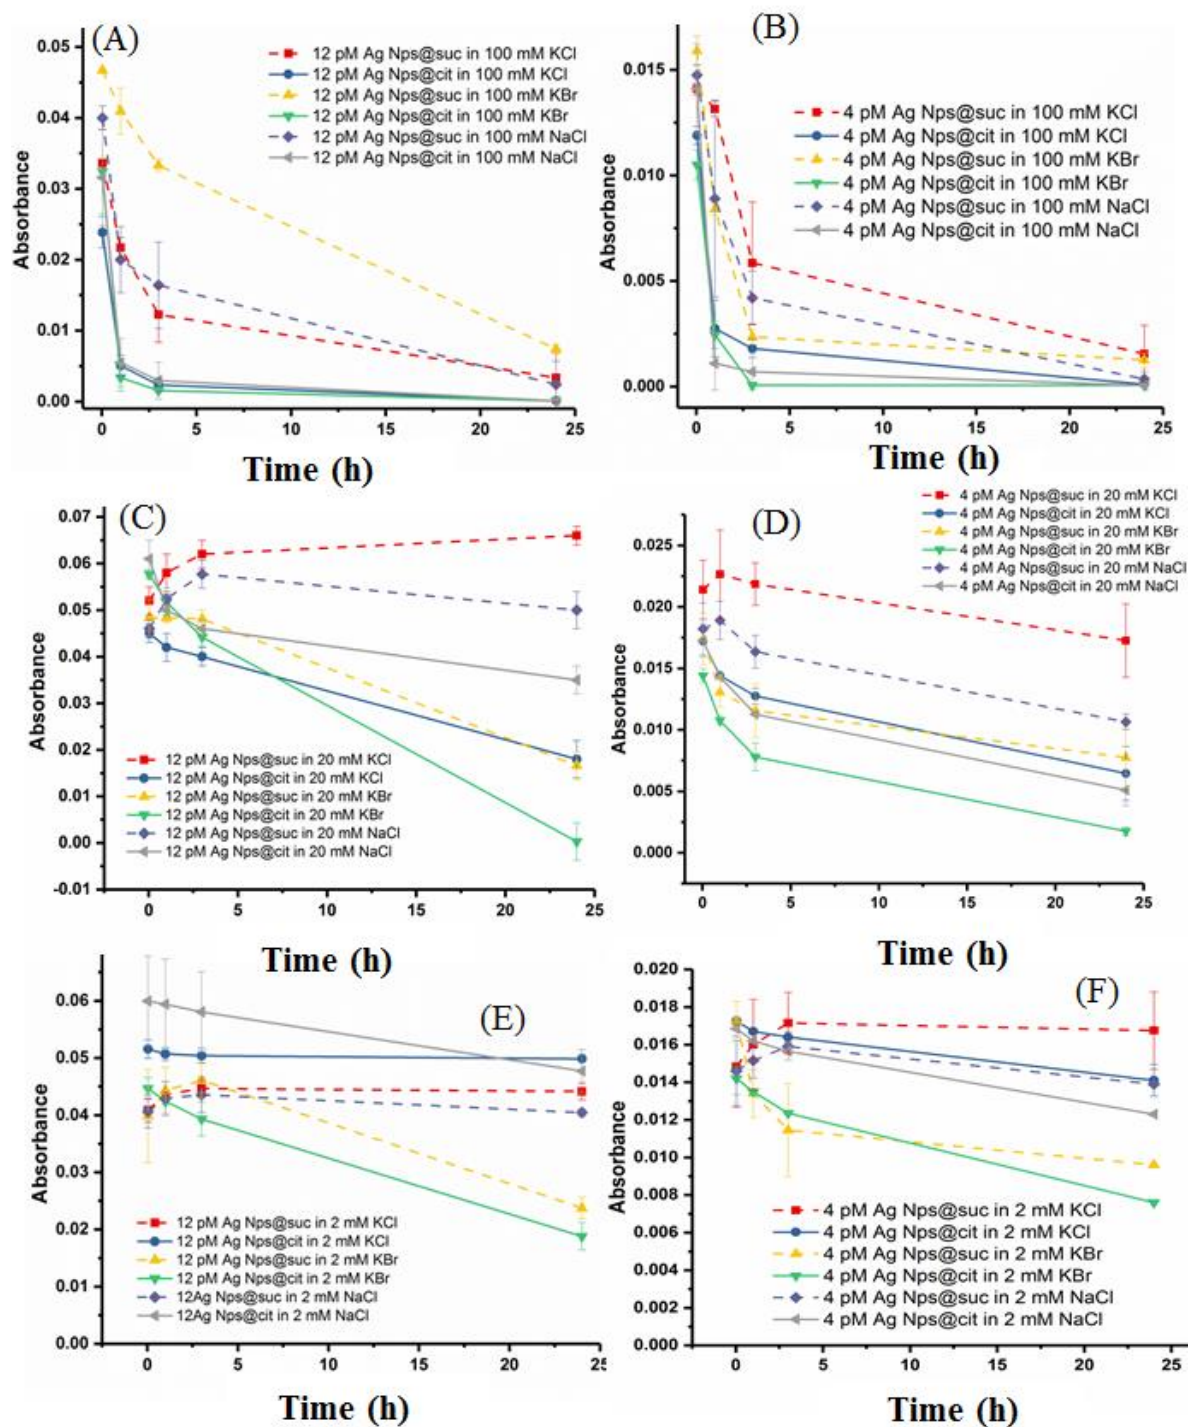 (A)
12 pM Ag Nps@suc in 100 mM KCl
12 pM Ag Nps@cit in 100 mM KCl
12 pM Ag Nps@suc in 100 mM KBr
12 pM Ag Nps@cit in 100 mM KBr
12 pM Ag Nps@suc in 100 mM NaCl
12 pM Ag Nps@cit in 100 mM NaCl
Absorbance
0.05
0.04
0.03
0.02
0.01
0.00
0 5 10 15 20 25
Time (h)
(B)
4 pM Ag Nps@suc in 100 mM KCl
4 pM Ag Nps@cit in 100 mM KCl
4 pM Ag Nps@suc in 100 mM KBr
4 pM Ag Nps@cit in 100 mM KBr
4 pM Ag Nps@suc in 100 mM NaCl
4 pM Ag Nps@cit in 100 mM NaCl
Absorbance
0.015
0.010
0.005
0.000
0 5 10 15 20 25
Time (h)
(C)
Absorbance
0.07
0.06
0.05
0.04
0.03
0.02
0.01
0.00
-0.01
12 pM Ag Nps@suc in 20 mM KCl
12 pM Ag Nps@cit in 20 mM KCl
12 pM Ag Nps@suc in 20 mM KBr
12 pM Ag Nps@cit in 20 mM KBr
12 pM Ag Nps@suc in 20 mM NaCl
12 pM Ag Nps@cit in 20 mM NaCl
0 5 10 15 20 25
Time (h)
(D)
4 pM Ag Nps@suc in 20 mM KCl
4 pM Ag Nps@cit in 20 mM KCl
4 pM Ag Nps@suc in 20 mM KBr
4 pM Ag Nps@cit in 20 mM KBr
4 pM Ag Nps@suc in 20 mM NaCl
4 pM Ag Nps@cit in 20 mM NaCl
Absorbance
0.025
0.020
0.015
0.010
0.005
0.000
0 5 10 15 20 25
Time (h)
(E)
Absorbance
0.06
0.05
0.04
0.03
0.02
0.01
0.00
12 pM Ag Nps@suc in 2 mM KCl
12 pM Ag Nps@cit in 2 mM KCl
12 pM Ag Nps@suc in 2 mM KBr
12 pM Ag Nps@cit in 2 mM KBr
12Ag Nps@suc in 2 mM NaCl
12Ag Nps@cit in 2 mM NaCl
0 5 10 15 20 25
Time (h)
(F)
Absorbance
0.020
0.018
0.016
0.014
0.012
0.010
0.008
0.006
0.004
0.002
0.000
4 pM Ag Nps@suc in 2 mM KCl
4 pM Ag Nps@cit in 2 mM KCl
4 pM Ag Nps@suc in 2 mM KBr
4 pM Ag Nps@cit in 2 mM KBr
4 pM Ag Nps@suc in 2 mM NaCl
4 pM Ag Nps@cit in 2 mM NaCl
0 5 10 15 20 25
Time (h)